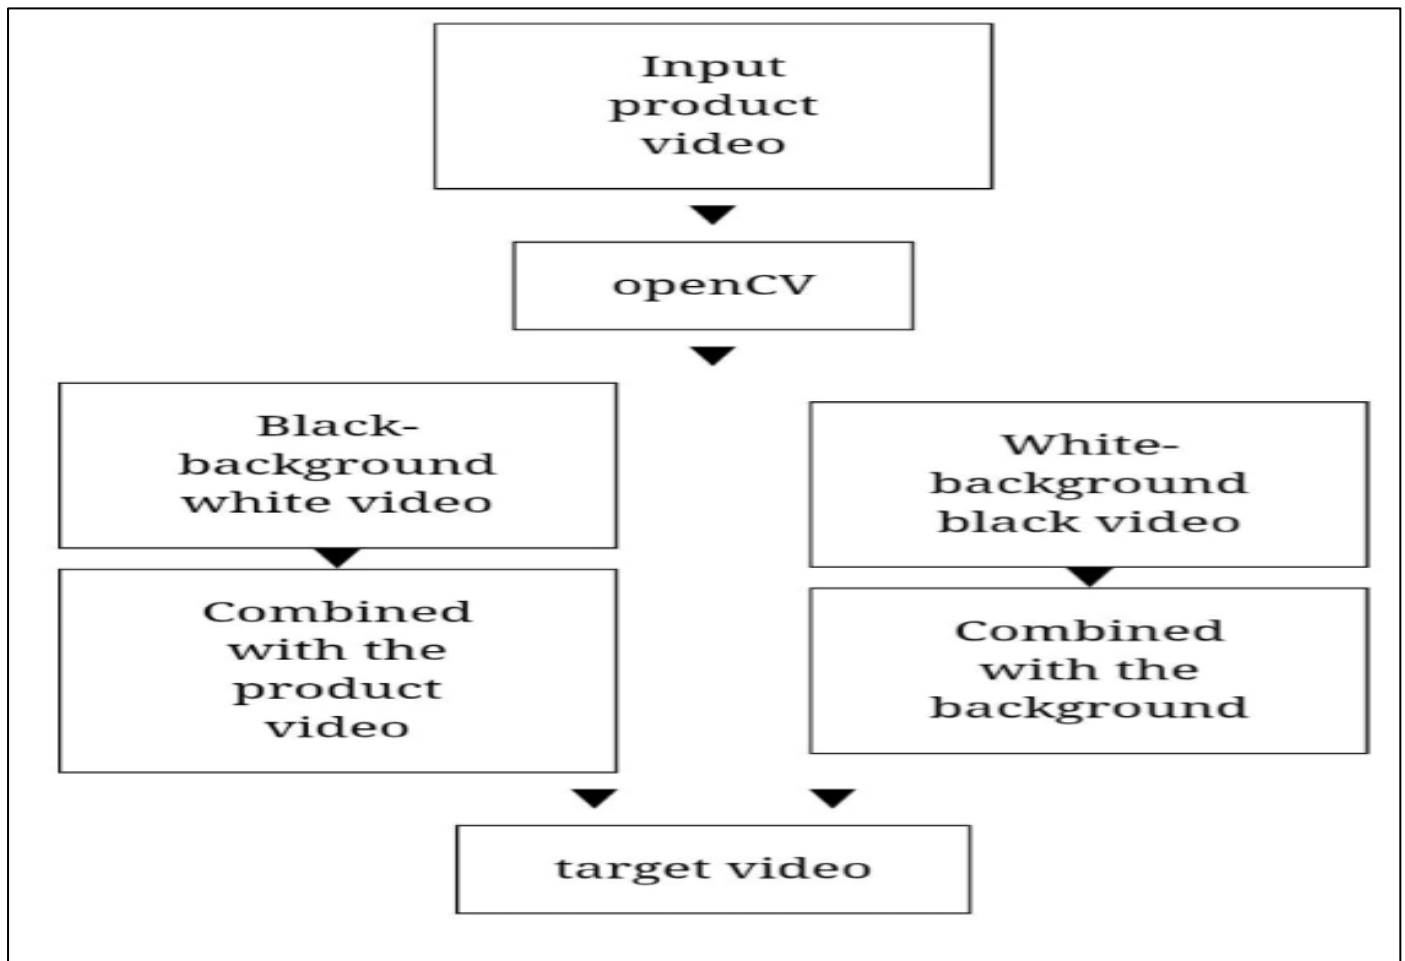 Input
product
video
openCV
Black-
background
white video
White-
background
black video
Combined
with the
product
video
Combined
with the
background
target video